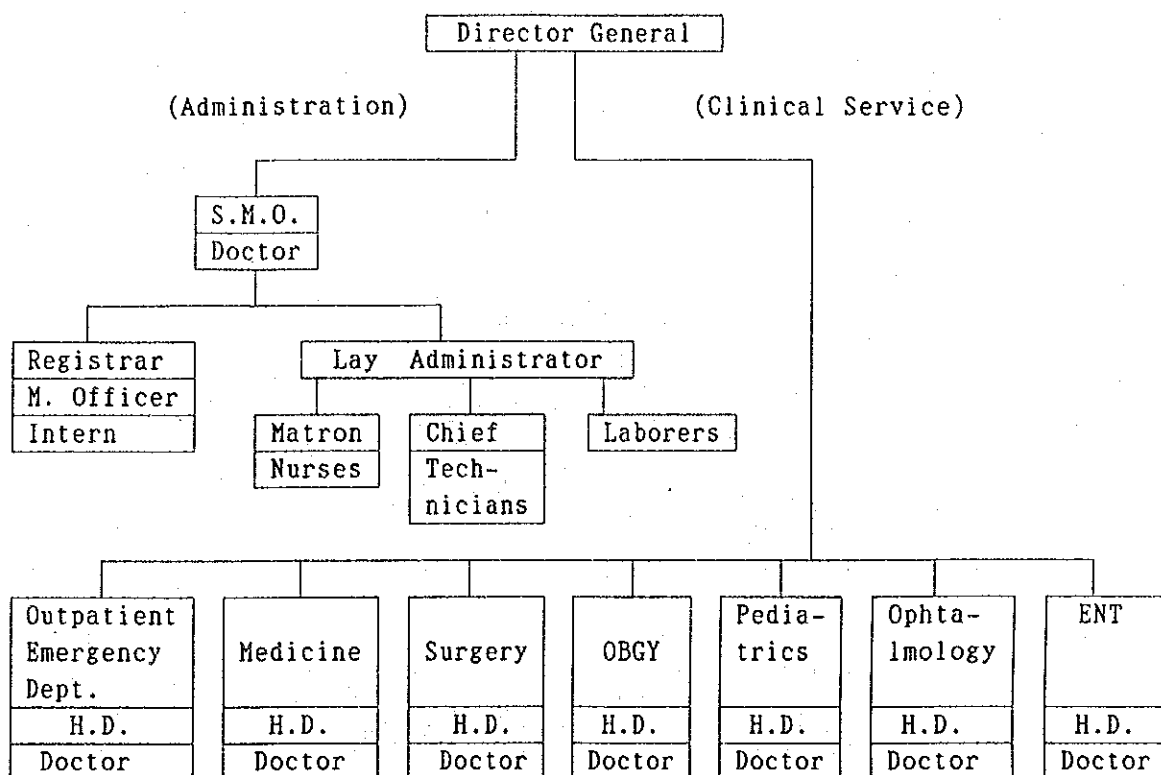 Director General
(Administration) (Clinical Service)
S.M.O.
Doctor
Registrar Lay Administrator
M. Officer
Intern Matron Chief Laborers
Nurses Tech-
nicians
Outpatient Pedia- Ophta- ENT
Emergency Medicine Surgery OBGY trics lmology
Dept.
H.D. H.D. H.D. H.D. H.D. H.D. H.D.
Doctor Doctor Doctor Doctor Doctor Doctor Doctor